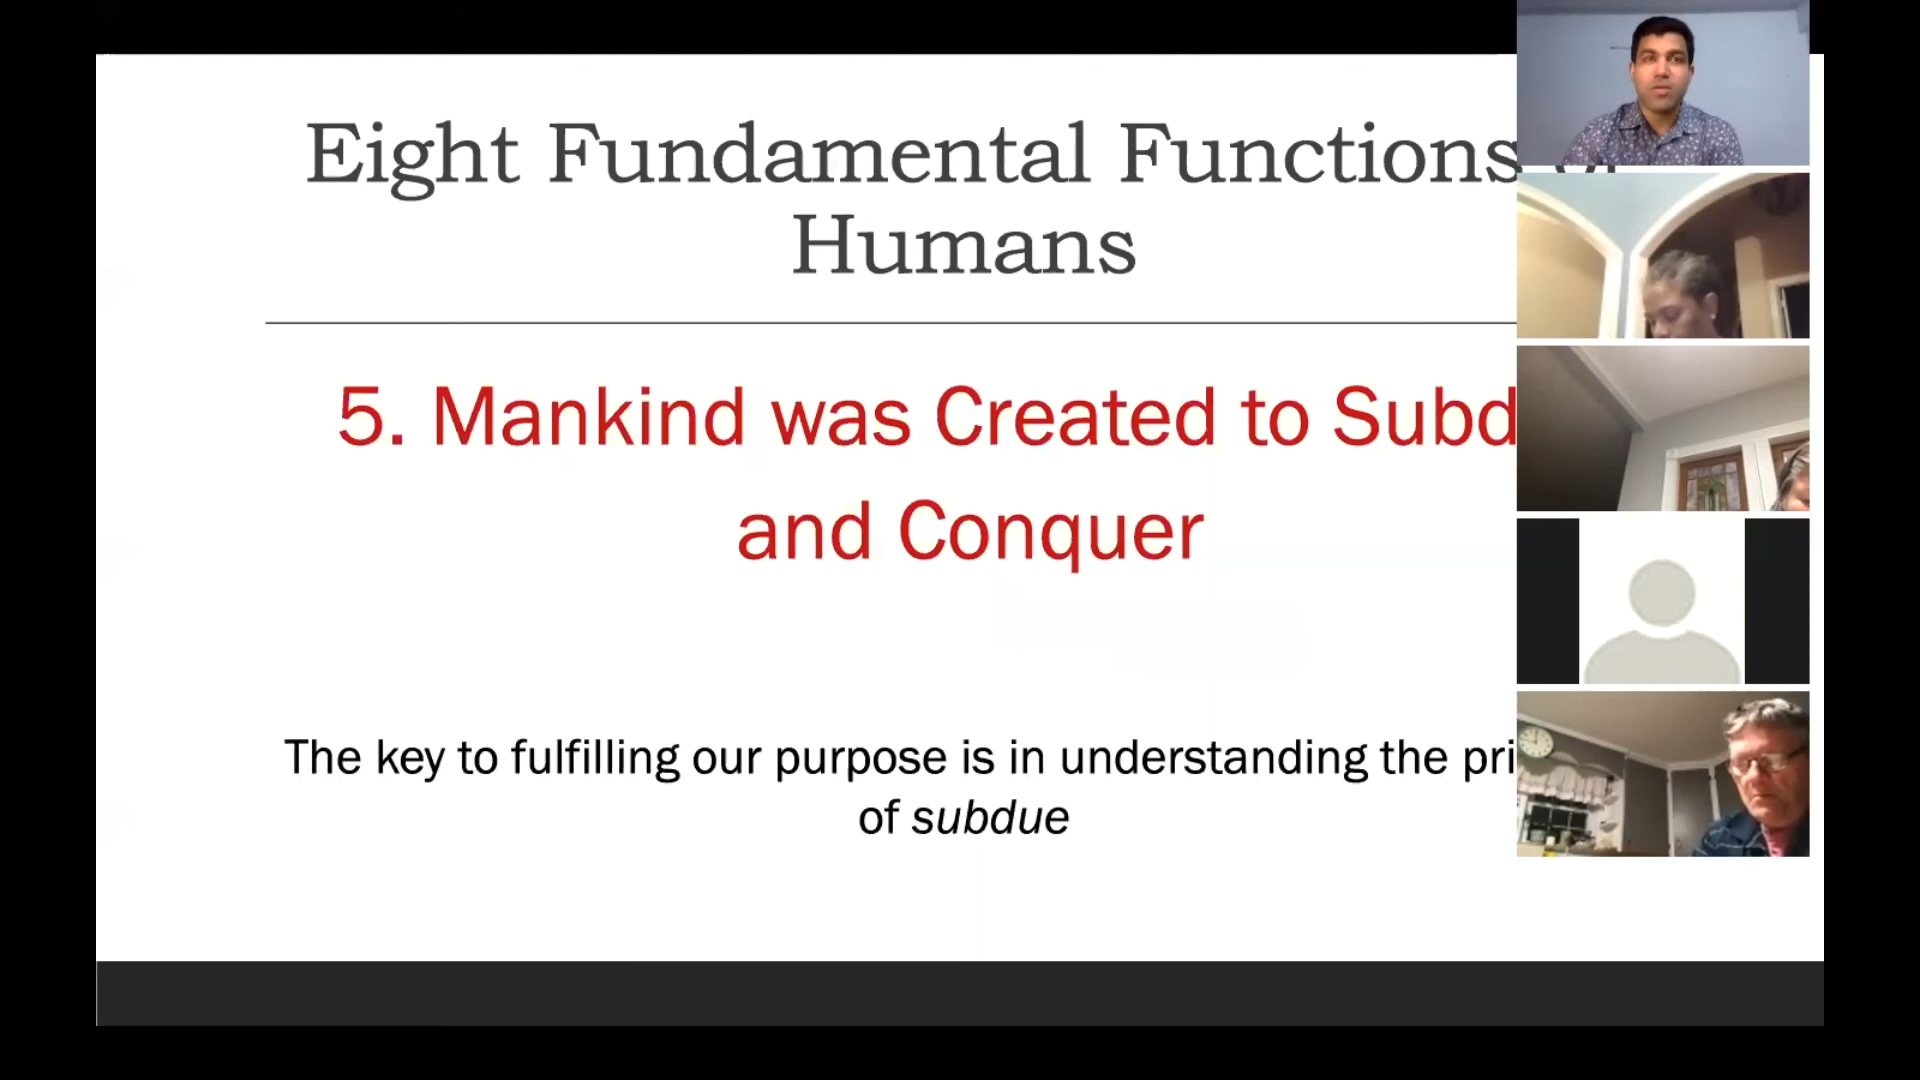 Eight Fundamental Functions
Humans
5. Mankind was Created to Subd
and Conquer
The key to fulfilling our purpose is in understanding the pri
of subdue